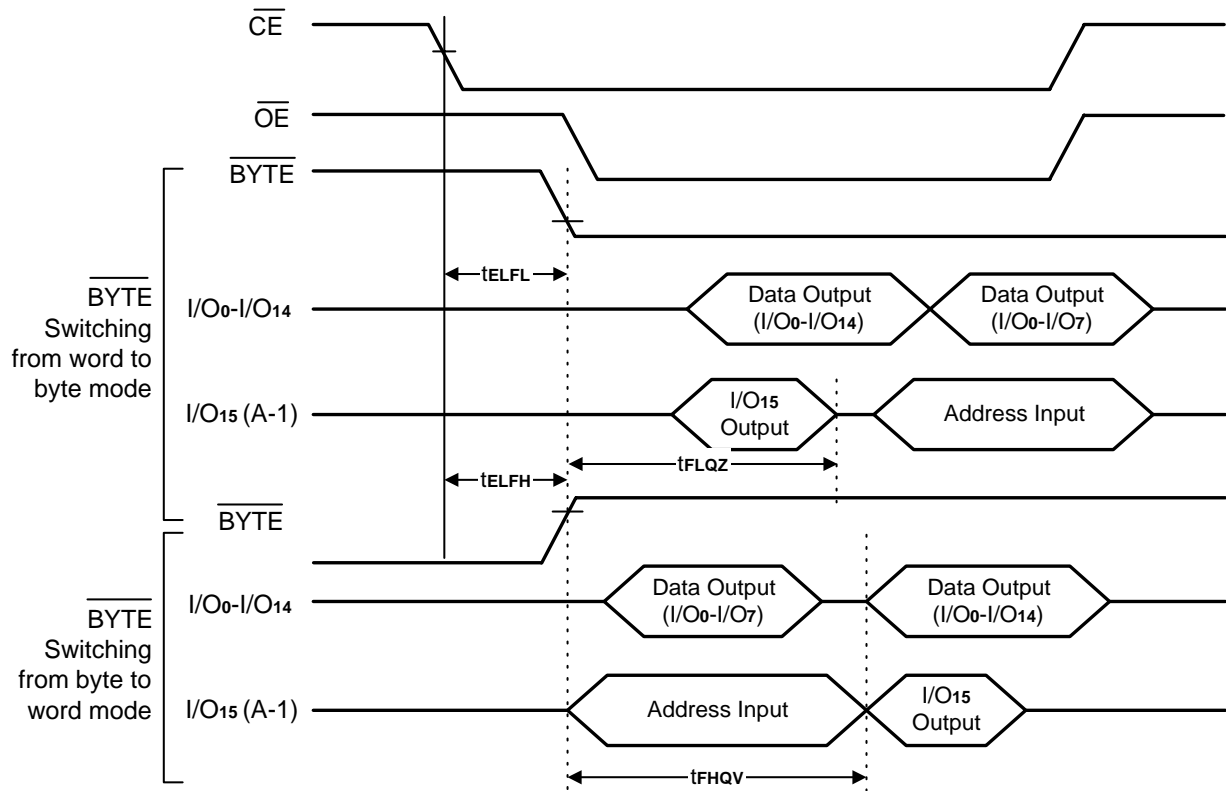 CE
OE
BYTE
BYTE
Switching
from word to
byte mode
tELFL
I/O0-I/O14
Data Output
(I/O0-I/O14)
Data Output
(I/O0-I/O7)
I/O15 (A-1)
I/O15
Output
Address Input
tELFH
tFLQZ
BYTE
BYTE
Switching
from byte to
word mode
I/O0-I/O14
Data Output
(I/O0-I/O7)
Data Output
(I/O0-I/O14)
I/O15 (A-1)
Address Input
I/O15
Output
tFHQV